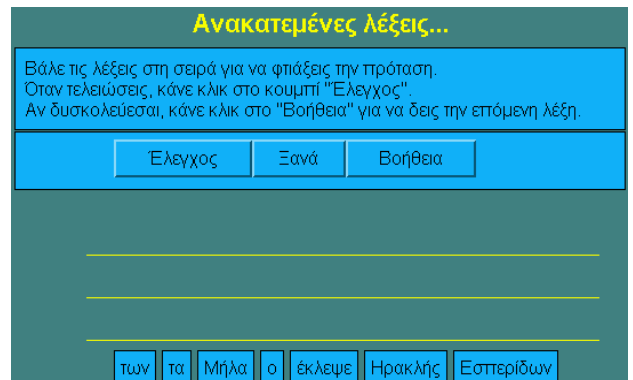 Ανακατεμένες λέξεις...
Βάλε τις λέξεις στη σειρά για να φτιάξεις την πρόταση.
Όταν τελειώσεις, κάνε κλικ στο κουμπί "Έλεγχος".
Αν δυσκολεύεσαι, κάνε κλικ στο "Βοήθεια" για να δεις την επόμενη λέξη.
Έλεγχος Ξανά Βοήθεια
των τα Μήλα ο έκλεψε Ηρακλής Εσπερίδων